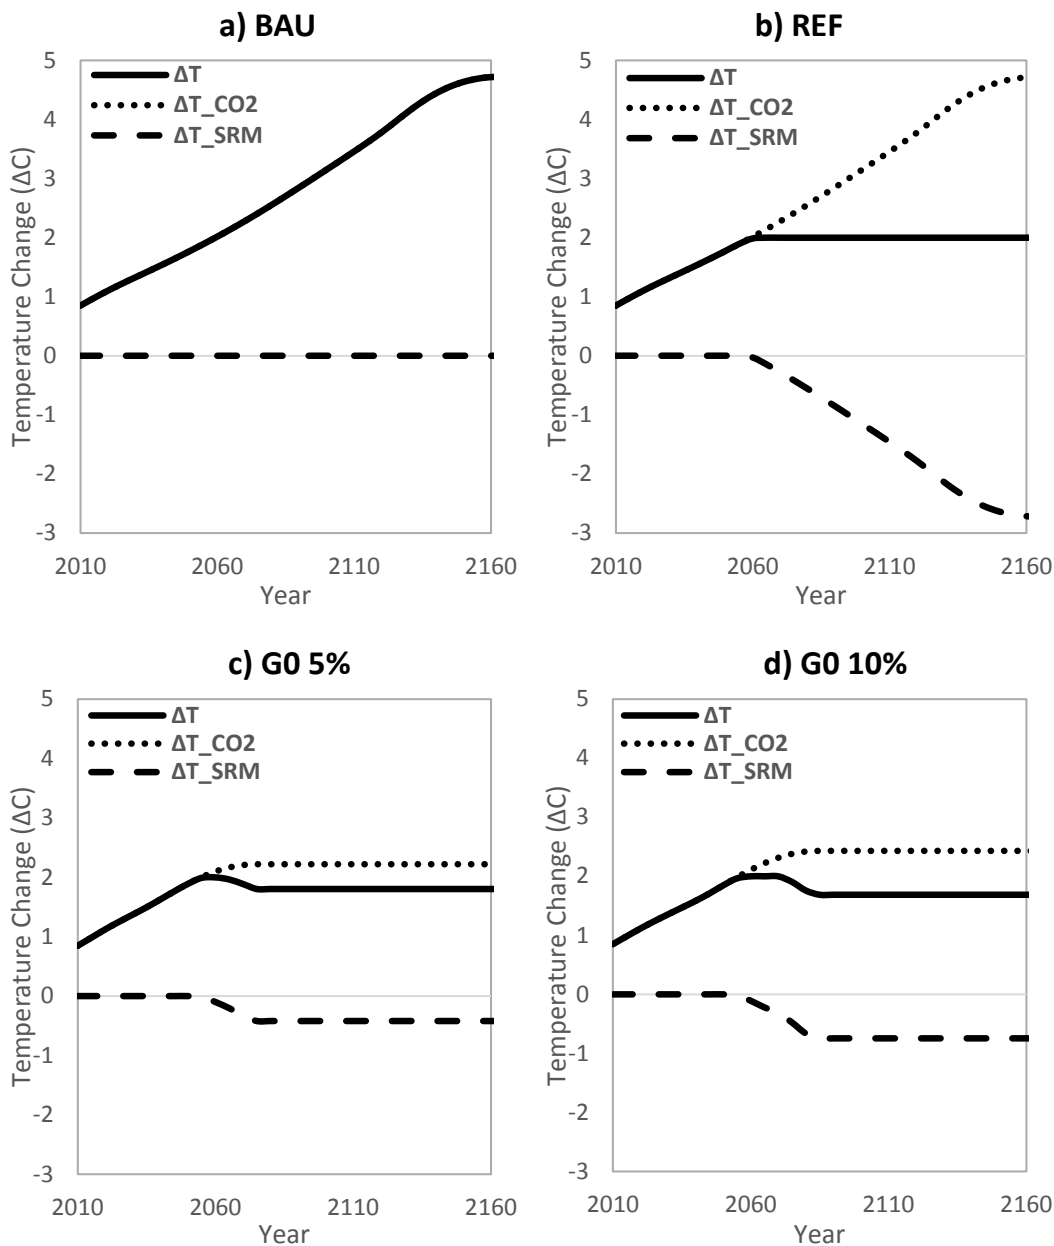 a) BAU
5
4
3
2
1
0
-1
-2
-3
Temperature Change (ΔC)
ΔT
ΔT_CO2
ΔT_SRM
2010 2060 2110 2160
Year
b) REF
5
4
3
2
1
0
-1
-2
-3
Temperature Change (ΔC)
ΔT
ΔT_CO2
ΔT_SRM
2010 2060 2110 2160
Year
c) G0 5%
5
4
3
2
1
0
-1
-2
-3
Temperature Change (ΔC)
ΔT
ΔT_CO2
ΔT_SRM
2010 2060 2110 2160
Year
d) G0 10%
5
4
3
2
1
0
-1
-2
-3
Temperature Change (ΔC)
ΔT
ΔT_CO2
ΔT_SRM
2010 2060 2110 2160
Year